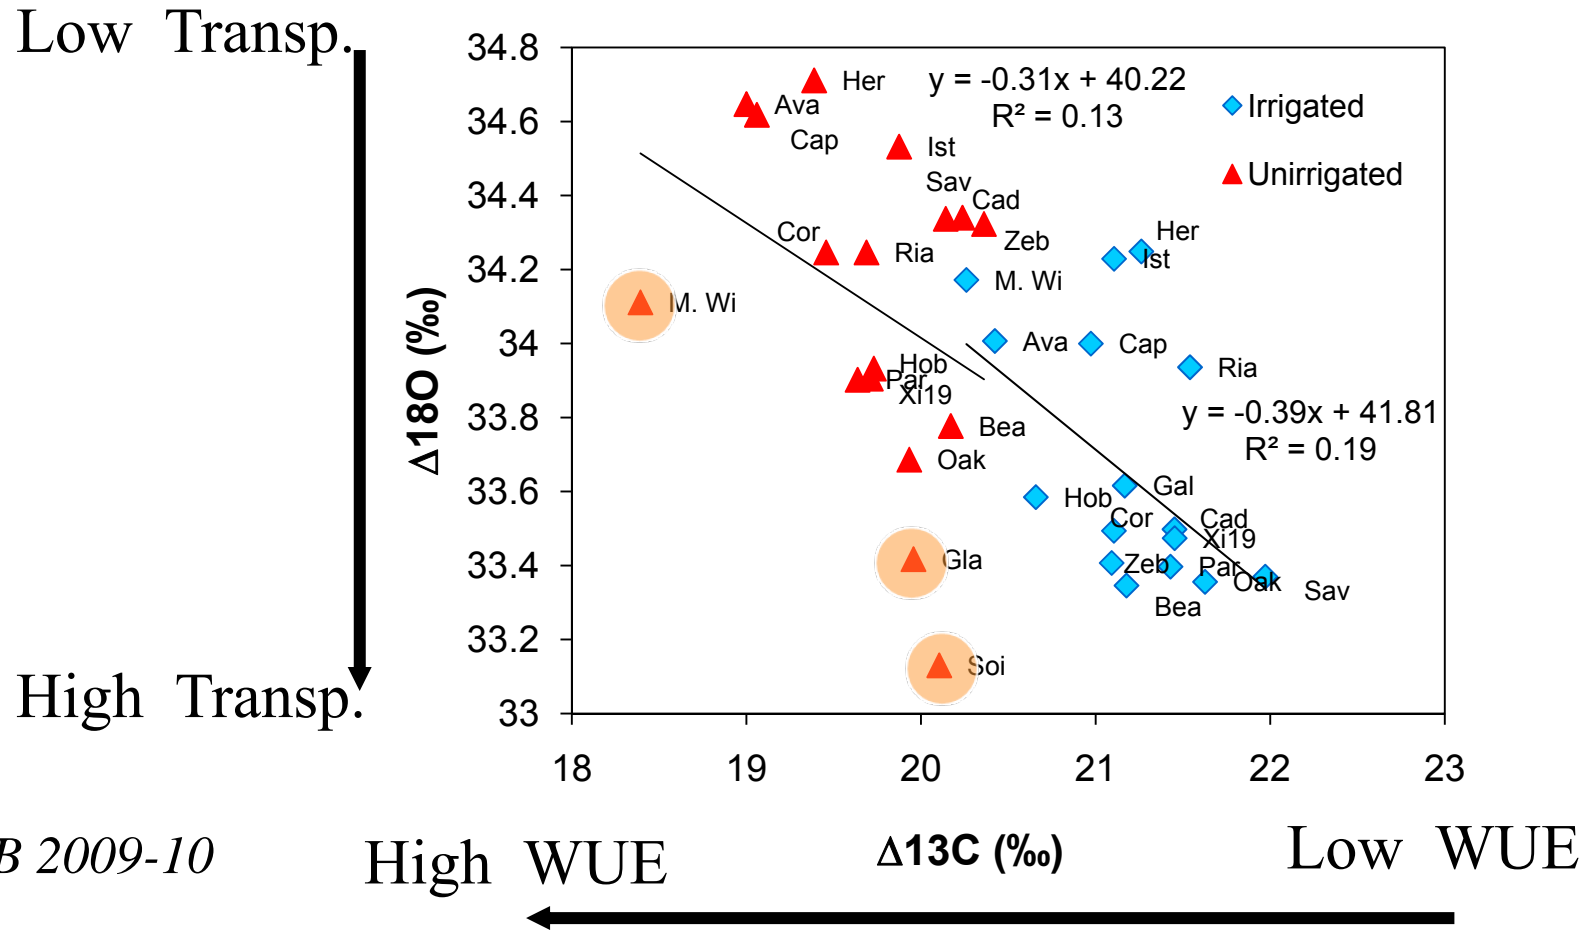 Low Transp.
34.8
34.6
34.4
34.2
34
33.8
33.6
33.4
33.2
33
Δ18O (‰)
High Transp.
Her
y = -0.31x + 40.22
R² = 0.13
Irrigated
Unirrigated
Ava
Cap
Ist
Sav
Cad
Zeb
Cor
Ria
M. Wi
Her
Ist
M. Wi
Ava
Cap
Ria
Hob
Par
Xi19
Bea
Oak
y = -0.39x + 41.81
R² = 0.19
Gal
Hob
Cor
Cad
Xi19
Zeb
Par
Oak
Sav
Bea
Gla
Soi
18
19
20
21
22
23
B 2009-10
High WUE
Δ13C (‰)
Low WUE